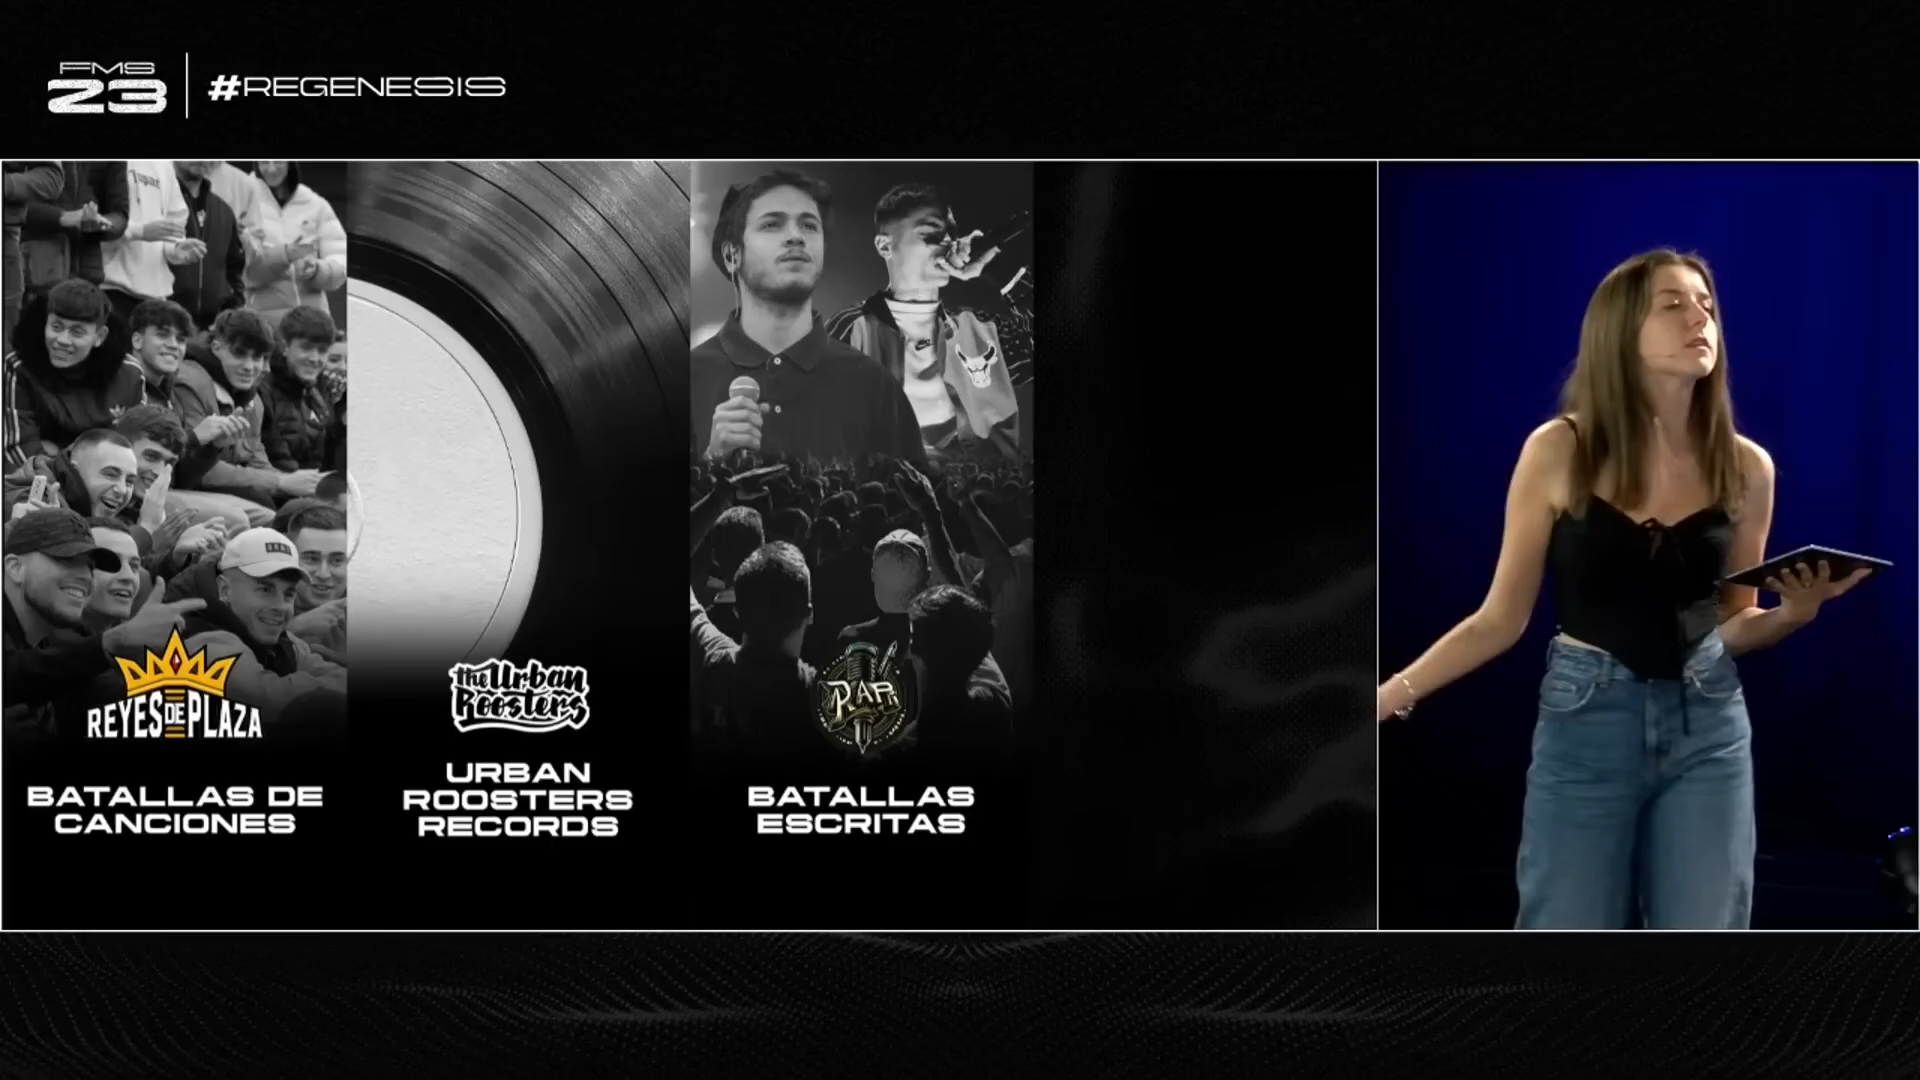 FMS
23
#REGENESIS
REYES DE PLAZA
BATALLAS DE
CANCIONES
the Urban
Roosters
URBAN
ROOSTERS
RECORDS
RAP
BATALLAS
ESCRITAS